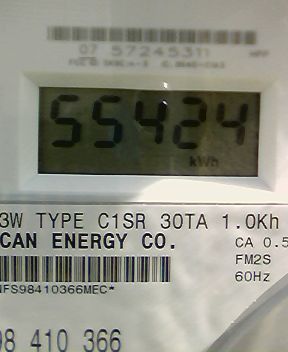 07 57245311
55424
kWh
3W TYPE C1SR 30TA 1.0Kh
CAN ENERGY CO.
CA 0.5
FM2S
60Hz
NFS98410366MEC*
98 410 366